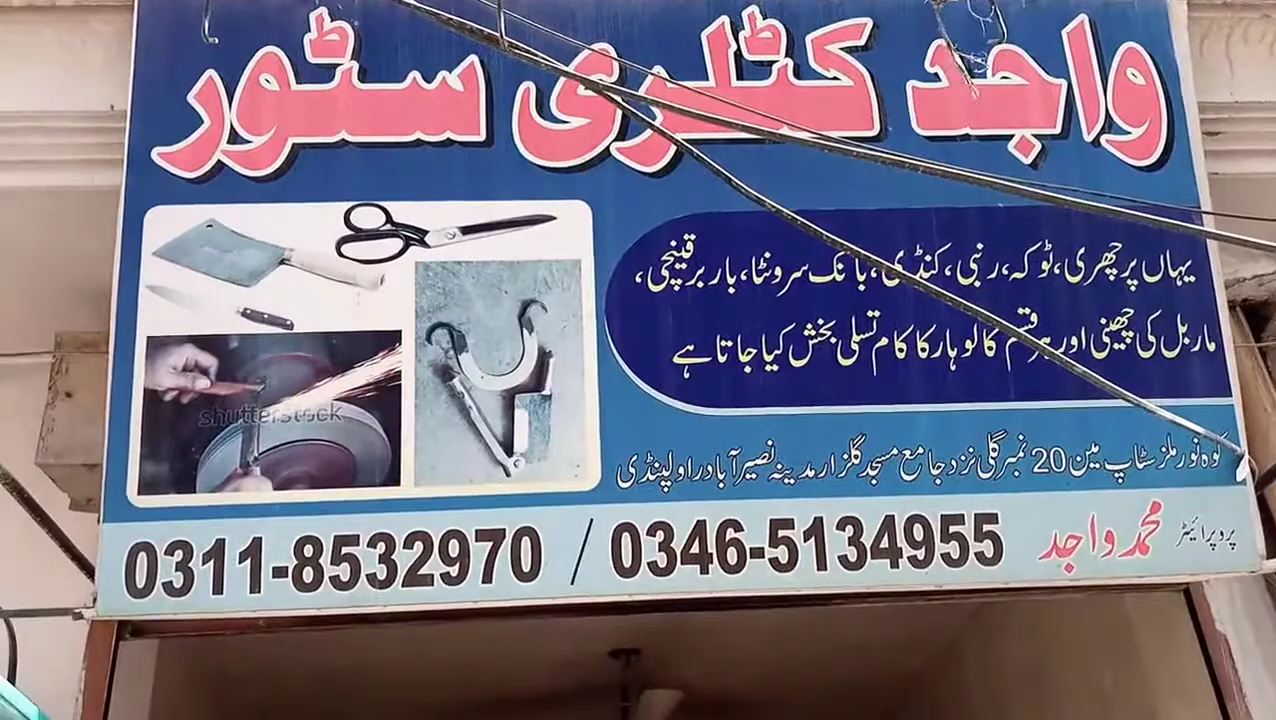 واجد کٹلری سٹور
یہاں پر چھری، ٹوکہ، رنبی، کنڈی، بانک سرونٹا، باربر قینچی،
ماربل کی چھینی اور ہر قسم کا لوہار کا کام تسلی بخش کیا جاتا ہے
shutterstock
کوہ نور ملز سٹاپ مین 20 نمبر گلی نزد جامع مسجد گلزار مدینہ نصیر آباد راولپنڈی
پروپرائیٹر محمد واجد
0311-8532970 / 0346-5134955